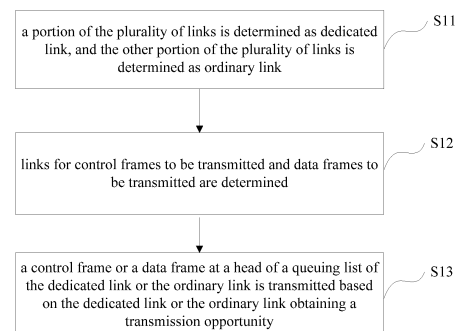 a portion of the plurality of links is determined as dedicated
link, and the other portion of the plurality of links is
determined as ordinary link
S11
links for control frames to be transmitted and data frames to
be transmitted are determined
S12
a control frame or a data frame at a head of a queuing list of
the dedicated link or the ordinary link is transmitted based
on the dedicated link or the ordinary link obtaining a
transmission opportunity
S13